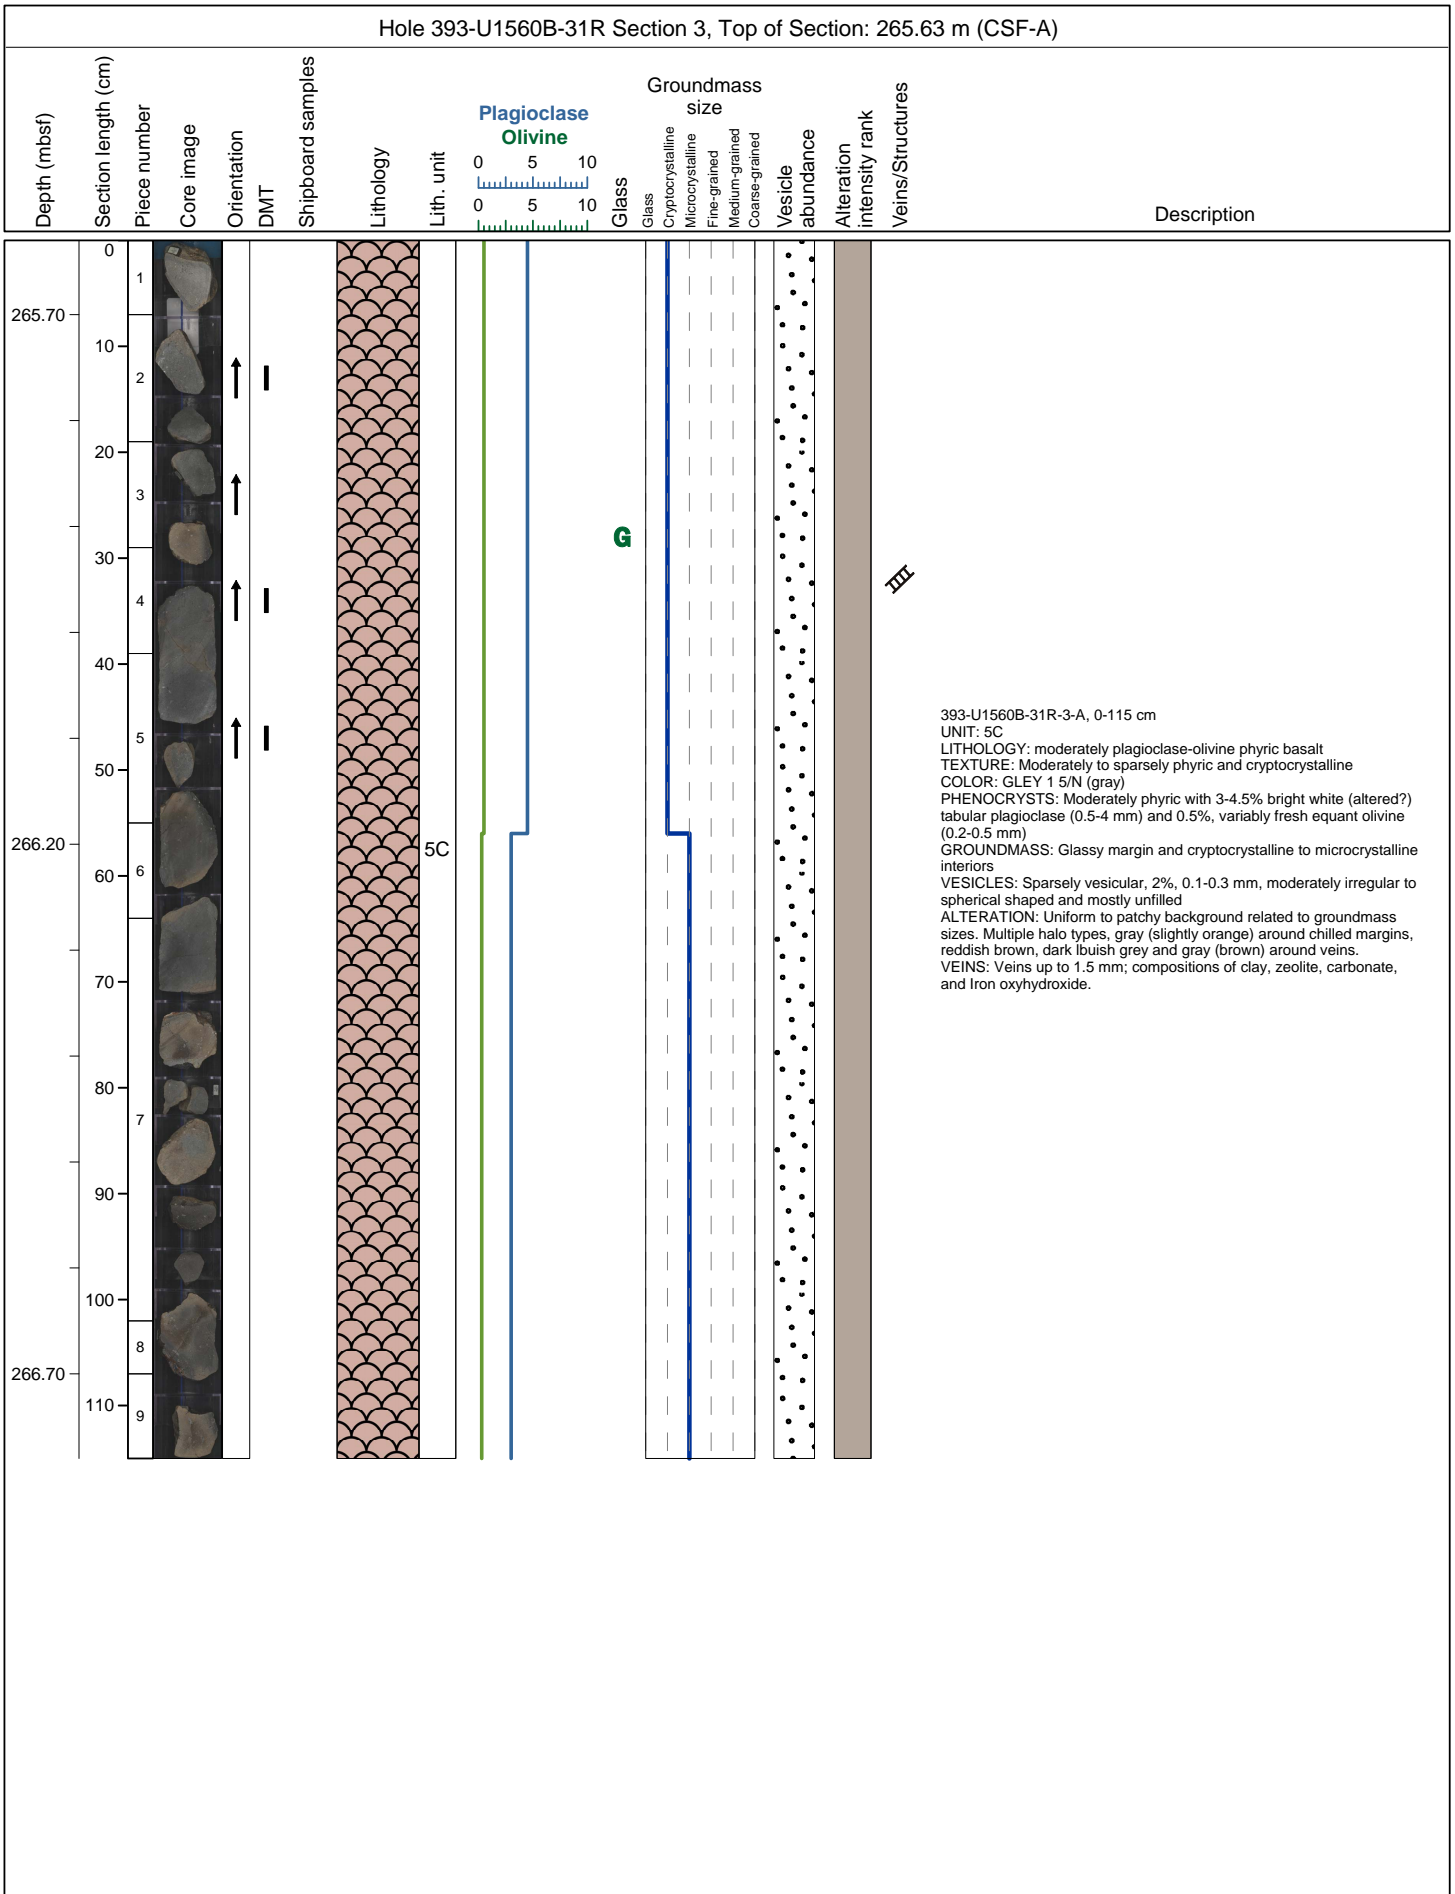 Hole 393-U1560B-31R Section 3, Top of Section: 265.63 m (CSF-A)
Depth (mbsf)
Section length (cm)
Piece number
Core image
Orientation
DMT
Shipboard samples
Lithology
Lith. unit
Plagioclase
Olivine
0 5 10
0 5 10
Glass
Groundmass
size
Glass
Cryptocrystalline
Microcrystalline
Fine-grained
Medium-grained
Coarse-grained
Vesicle
abundance
Alteration
intensity rank
Veins/Structures
Description
0
1
265.70
10
2
20
3
G
30
4
40
5
50
266.20
5C
6
60
70
80
7
90
100
8
266.70
110
9
393-U1560B-31R-3-A, 0-115 cm
UNIT: 5C
LITHOLOGY: moderately plagioclase-olivine phyric basalt
TEXTURE: Moderately to sparsely phyric and cryptocrystalline
COLOR: GLEY 1 5/N (gray)
PHENOCRYSTS: Moderately phyric with 3-4.5% bright white (altered?)
tabular plagioclase (0.5-4 mm) and 0.5%, variably fresh equant olivine
(0.2-0.5 mm)
GROUNDMASS: Glassy margin and cryptocrystalline to microcrystalline
interiors
VESICLES: Sparsely vesicular, 2%, 0.1-0.3 mm, moderately irregular to
spherical shaped and mostly unfilled
ALTERATION: Uniform to patchy background related to groundmass
sizes. Multiple halo types, gray (slightly orange) around chilled margins,
reddish brown, dark lbuish grey and gray (brown) around veins.
VEINS: Veins up to 1.5 mm; compositions of clay, zeolite, carbonate,
and Iron oxyhydroxide.